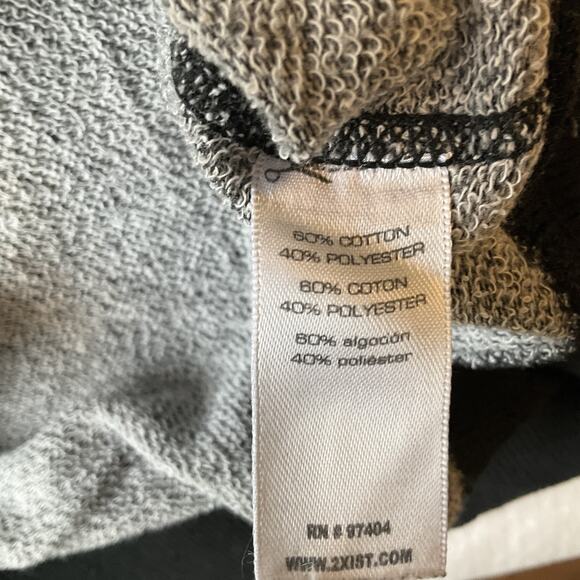 60% COTTON
40% POLYESTER
60% COTON
40% POLYESTER
60% algodón
40% poliéster
RN # 97404
WWW.2XIST.COM